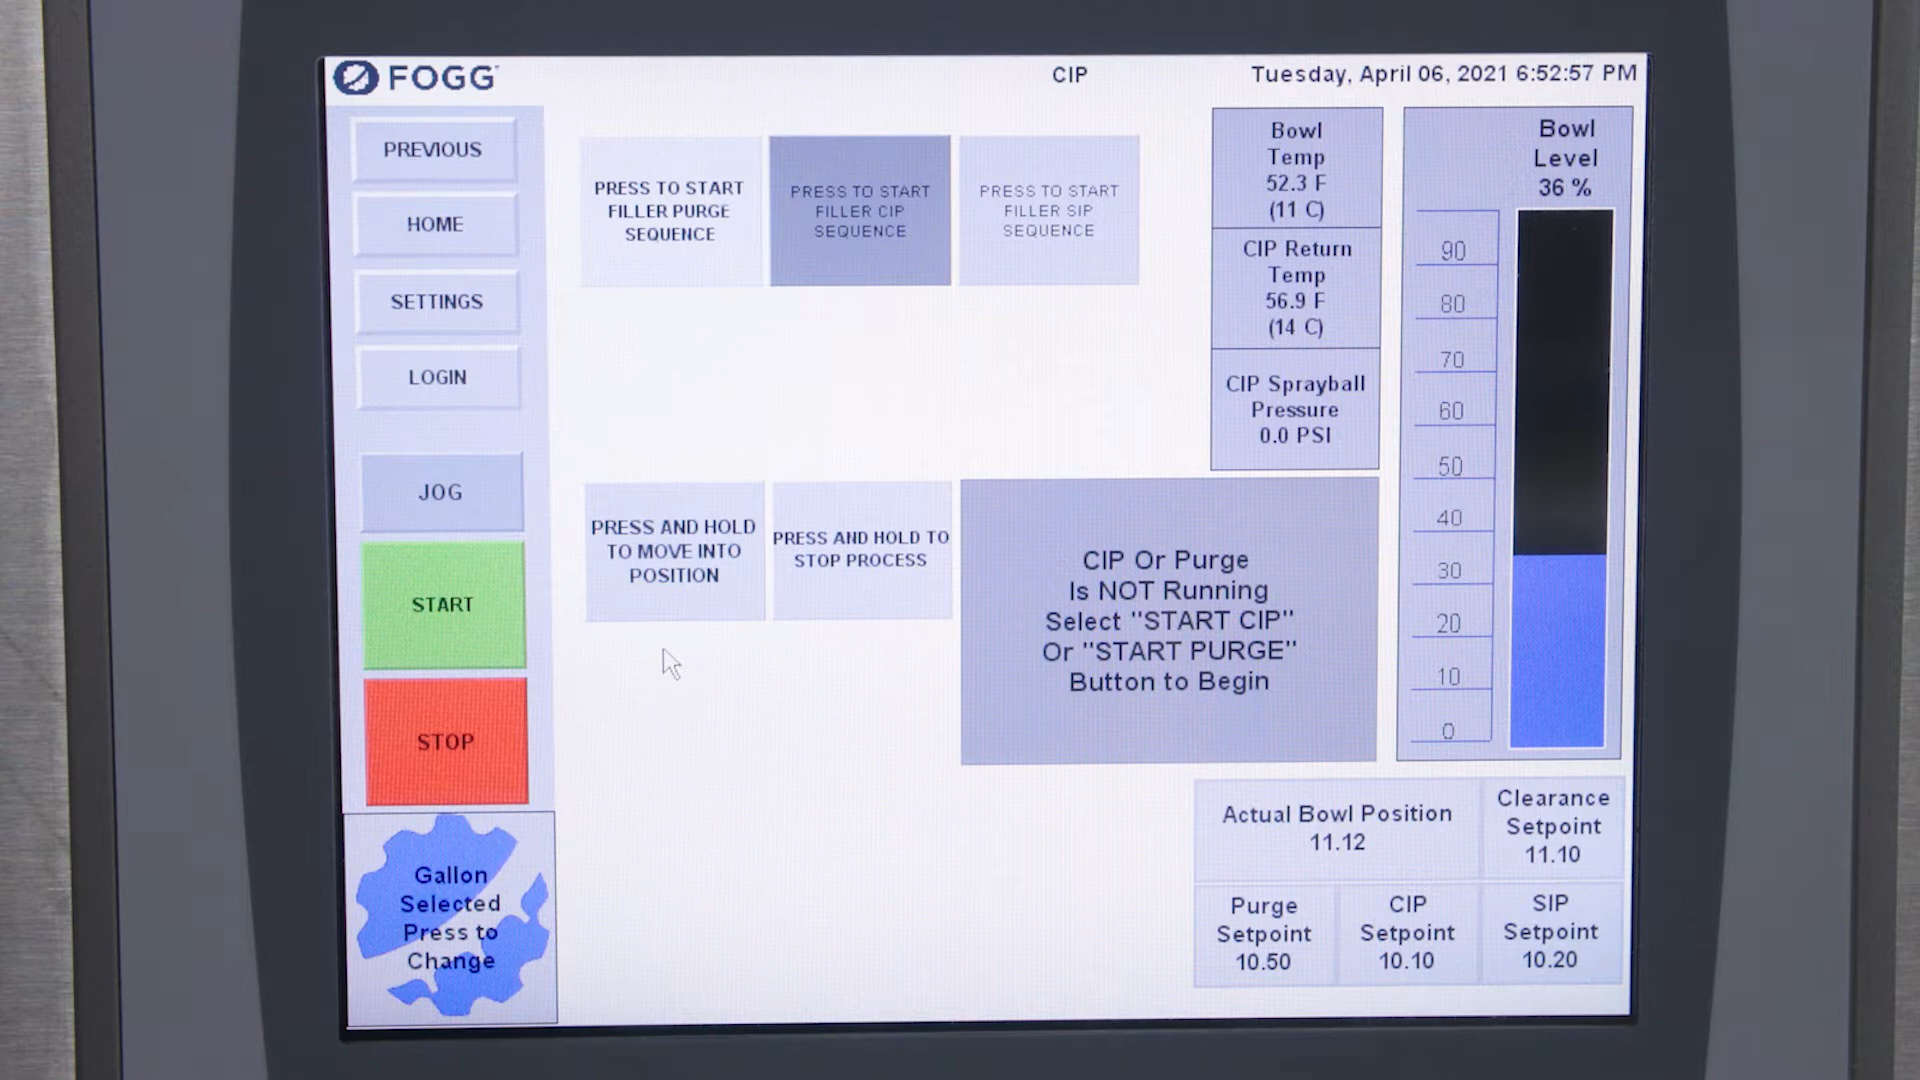 FOGG
CIP
Tuesday, April 06, 2021 6:52:57 PM
PREVIOUS
HOME
SETTINGS
LOGIN
JOG
START
STOP
Gallon
Selected
Press to
Change
PRESS TO START
FILLER PURGE
SEQUENCE
PRESS TO START
FILLER CIP
SEQUENCE
PRESS TO START
FILLER SIP
SEQUENCE
PRESS AND HOLD
TO MOVE INTO
POSITION
PRESS AND HOLD TO
STOP PROCESS
CIP Or Purge
Is NOT Running
Select "START CIP"
Or "START PURGE"
Button to Begin
Bowl
Temp
52.3 F
(11 C)
CIP Return
Temp
56.9 F
(14 C)
CIP Sprayball
Pressure
0.0 PSI
Bowl
Level
36 %
90
80
70
60
50
40
30
20
10
0
Actual Bowl Position
11.12
Clearance
Setpoint
11.10
Purge
Setpoint
10.50
CIP
Setpoint
10.10
SIP
Setpoint
10.20